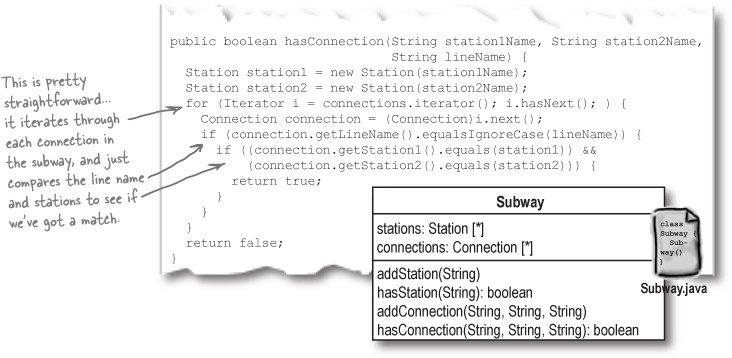 public boolean hasConnection(String station1Name, String station2Name,
String lineName) {
Station station1 = new Station(station1Name);
Station station2 = new Station(station2Name);
for (Iterator i = connections.iterator(); i.hasNext(); ) {
Connection connection = (Connection)i.next();
if (connection.getLineName().equalsIgnoreCase(lineName)) {
if ((connection.getStation1().equals(station1)) &&
(connection.getStation2().equals(station2))) {
return true;
}
}
}
return false;
}
This is pretty
straightforward...
it iterates through
each connection in
the subway, and just
compares the line name
and stations to see if
we've got a match.
Subway
stations: Station [*]
connections: Connection [*]
addStation(String)
hasStation(String): boolean
addConnection(String, String, String)
hasConnection(String, String, String): boolean
class
Subway {
Sub-
way()
}
Subway.java